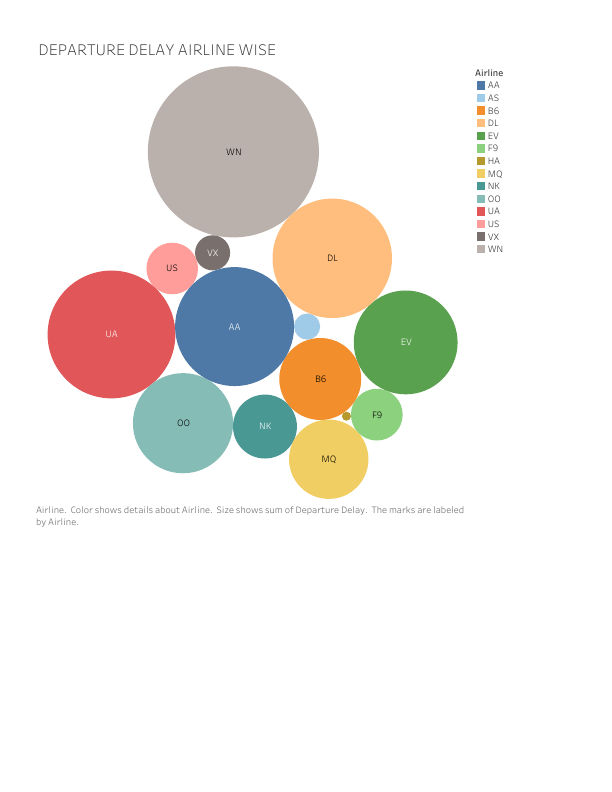 DEPARTURE DELAY AIRLINE WISE
Airline
AA
AS
B6
DL
EV
F9
HA
MQ
NK
OO
UA
US
VX
WN
WN
VX
US
DL
UA
AA
EV
B6
OO
NK
F9
MQ
Airline. Color shows details about Airline. Size shows sum of Departure Delay. The marks are labeled
by Airline.